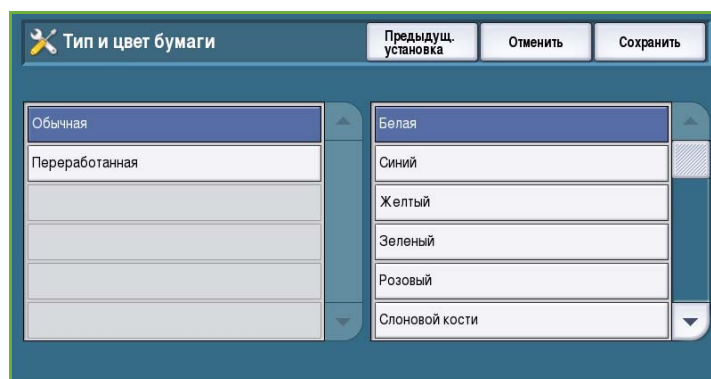 Тип и цвет бумаги
Предыдущ.
установка
Отменить
Сохранить
Обычная
Переработанная
Белая
Синий
Желтый
Зеленый
Розовый
Слоновой кости